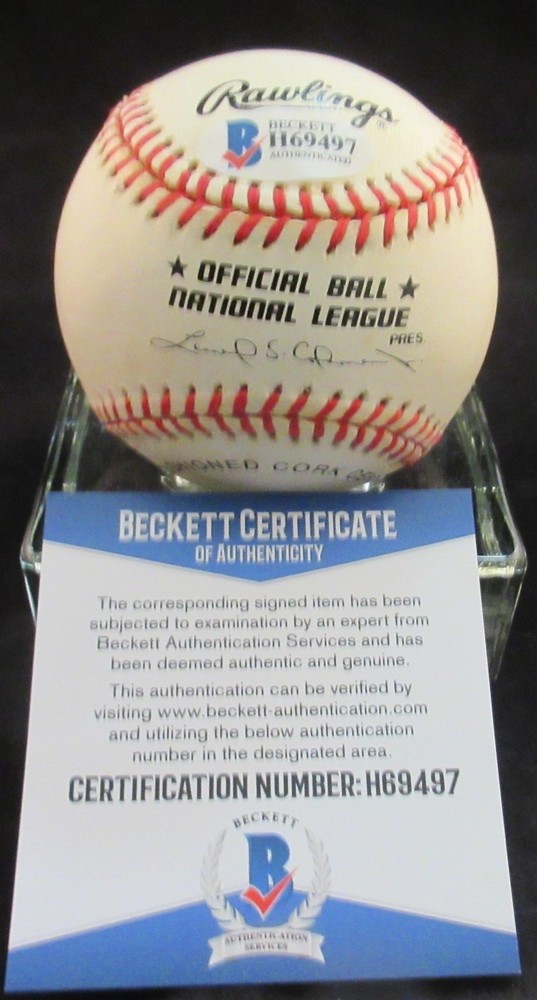 Rawlings
BECKETT
H69497
AUTHENTICATED
★ OFFICIAL BALL ★
NATIONAL LEAGUE
PRES.
CORK
BECKETT CERTIFICATE
OF AUTHENTICITY
The corresponding signed item has been
subjected to examination by an expert from
Beckett Authentication Services and has
been deemed authentic and genuine.
This authentication can be verified by
visiting www.beckett-authentication.com
and utilizing the below authentication
number in the designated area.
CERTIFICATION NUMBER: H69497
BECKETT
B
AUTHENTICATION
SERVICES